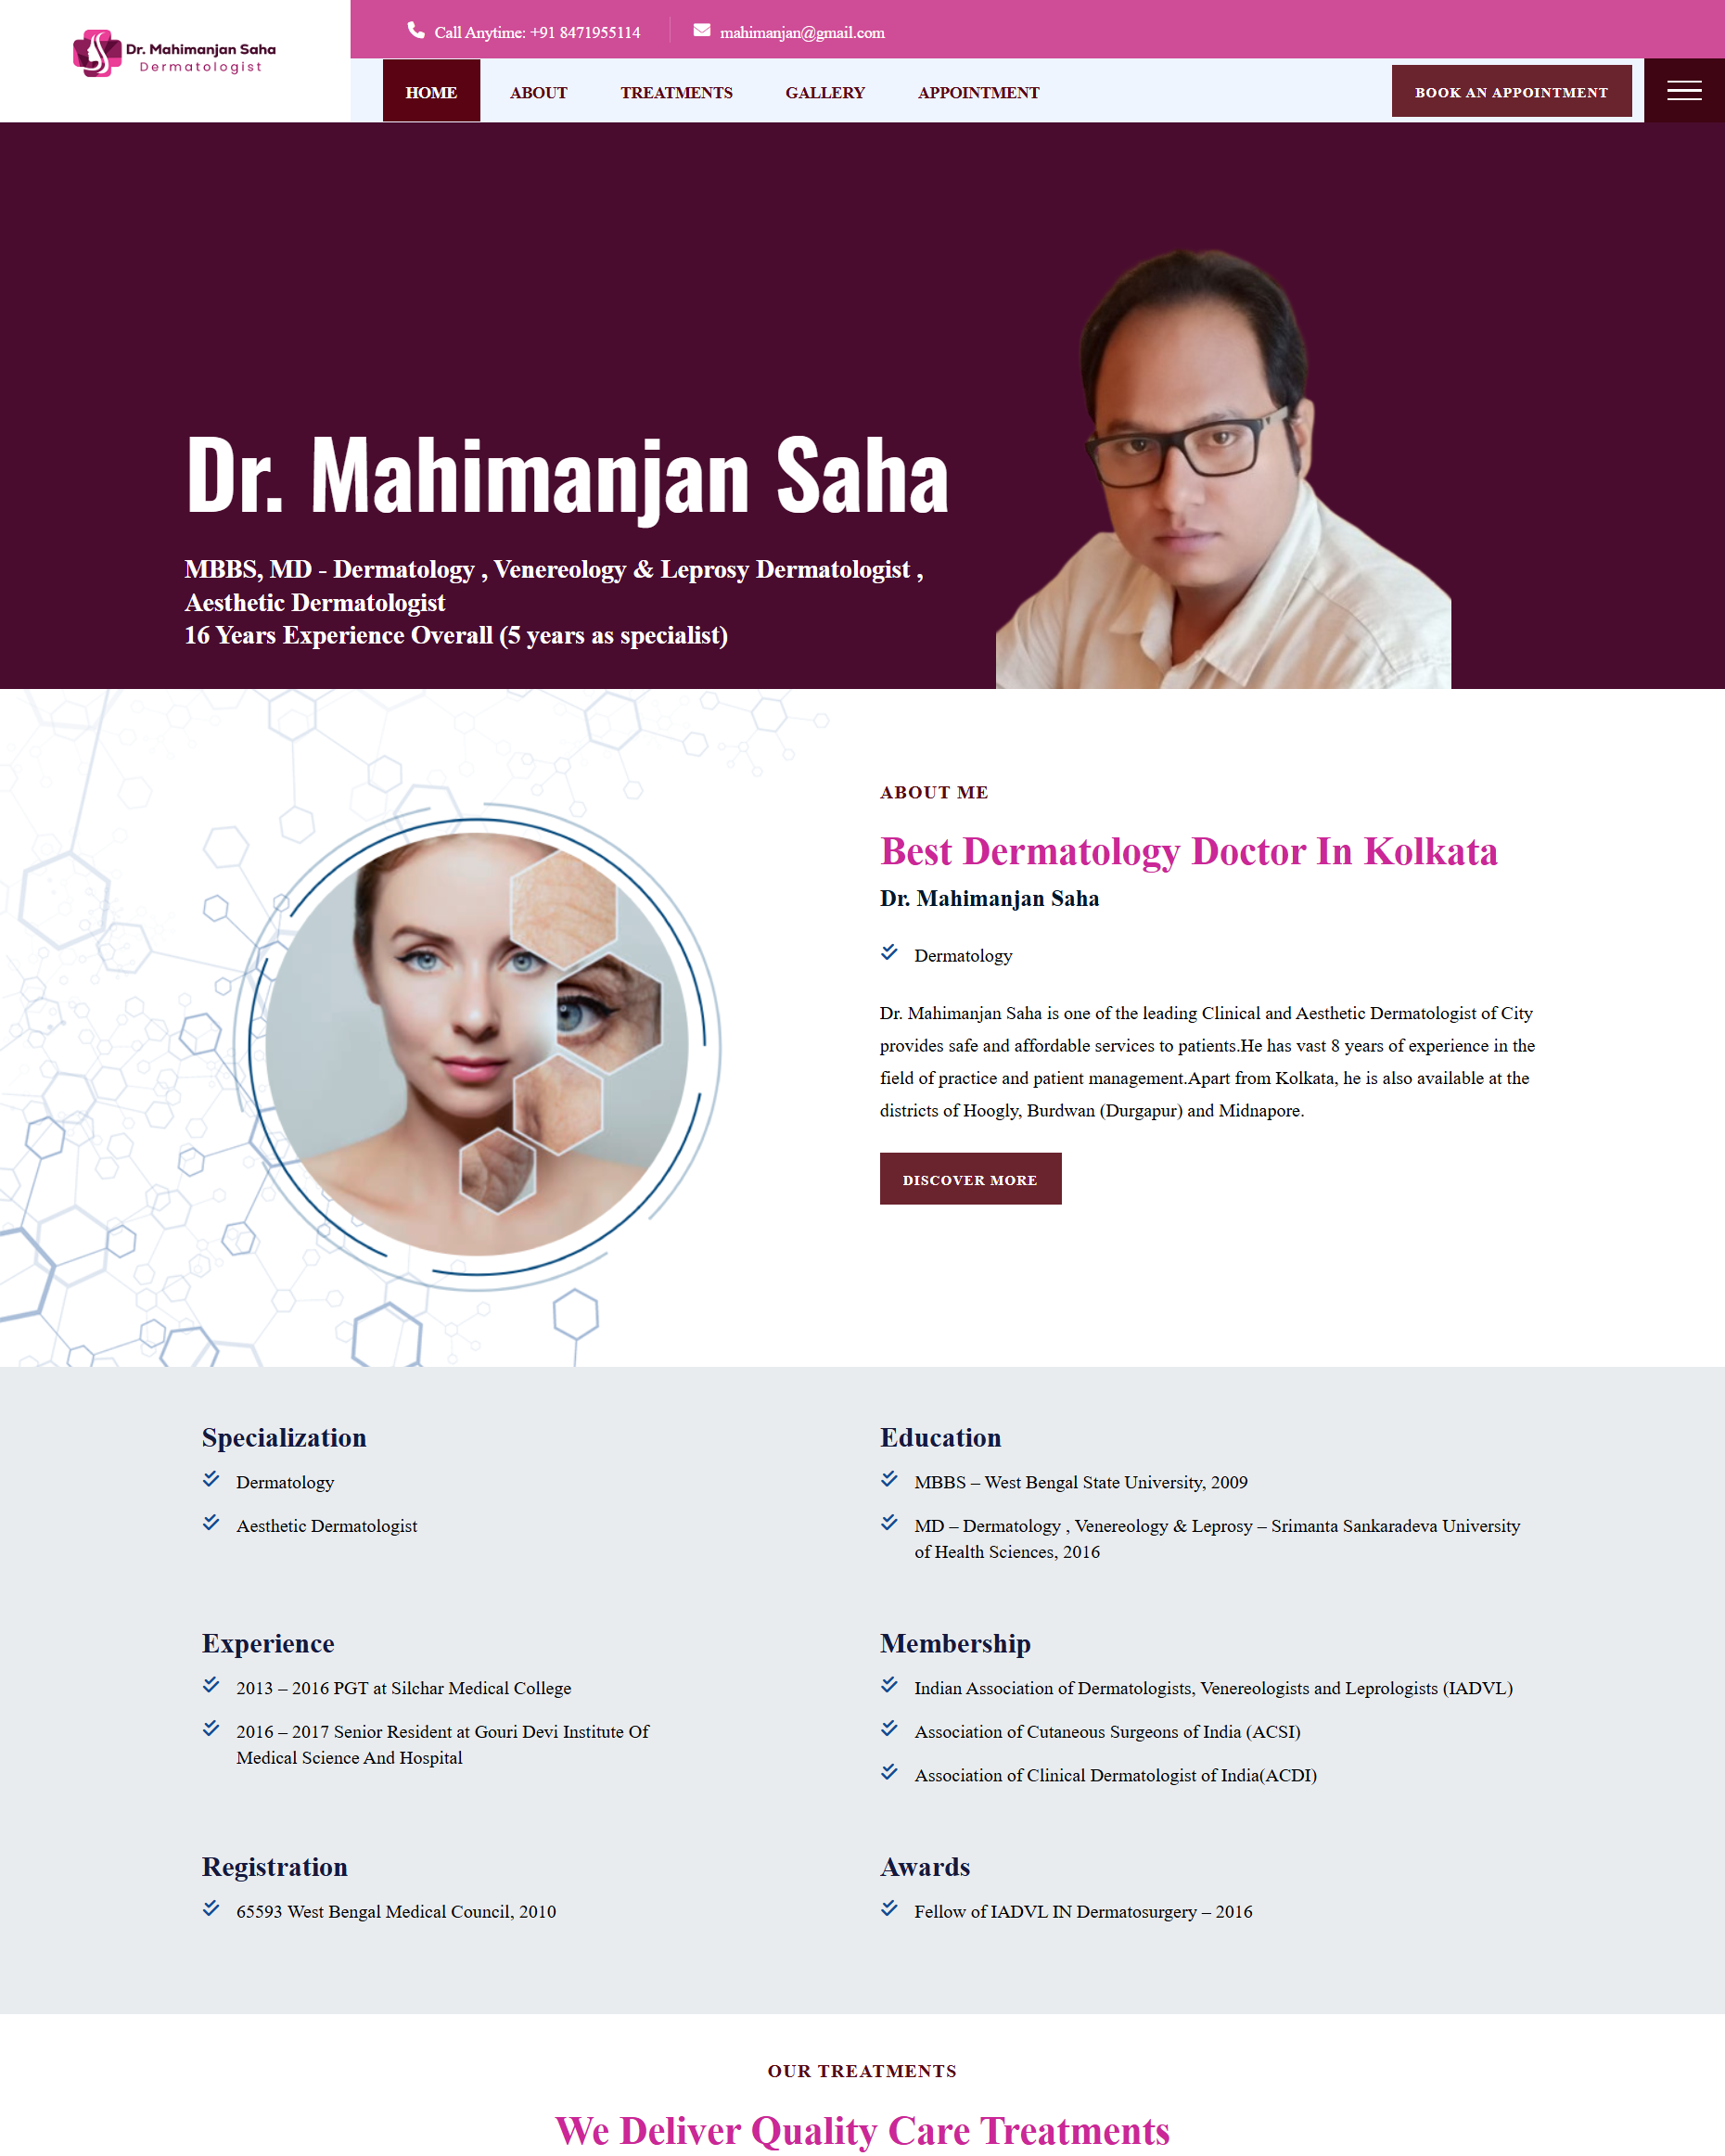 Dr. Mahimanjan Saha
Dermatologist
Call Anytime: +91 8471955114
mahimanjan@gmail.com
HOME
ABOUT
TREATMENTS
GALLERY
APPOINTMENT
BOOK AN APPOINTMENT
Dr. Mahimanjan Saha
MBBS, MD - Dermatology , Venereology & Leprosy Dermatologist ,
Aesthetic Dermatologist
16 Years Experience Overall (5 years as specialist)
ABOUT ME
Best Dermatology Doctor In Kolkata
Dr. Mahimanjan Saha
Dermatology
Dr. Mahimanjan Saha is one of the leading Clinical and Aesthetic Dermatologist of City
provides safe and affordable services to patients.He has vast 8 years of experience in the
field of practice and patient management.Apart from Kolkata, he is also available at the
districts of Hoogly, Burdwan (Durgapur) and Midnapore.
DISCOVER MORE
Specialization
Dermatology
Aesthetic Dermatologist
Education
MBBS – West Bengal State University, 2009
MD – Dermatology , Venereology & Leprosy – Srimanta Sankaradeva University
of Health Sciences, 2016
Experience
2013 – 2016 PGT at Silchar Medical College
2016 – 2017 Senior Resident at Gouri Devi Institute Of
Medical Science And Hospital
Membership
Indian Association of Dermatologists, Venereologists and Leprologists (IADVL)
Association of Cutaneous Surgeons of India (ACSI)
Association of Clinical Dermatologist of India(ACDI)
Registration
65593 West Bengal Medical Council, 2010
Awards
Fellow of IADVL IN Dermatosurgery – 2016
OUR TREATMENTS
We Deliver Quality Care Treatments